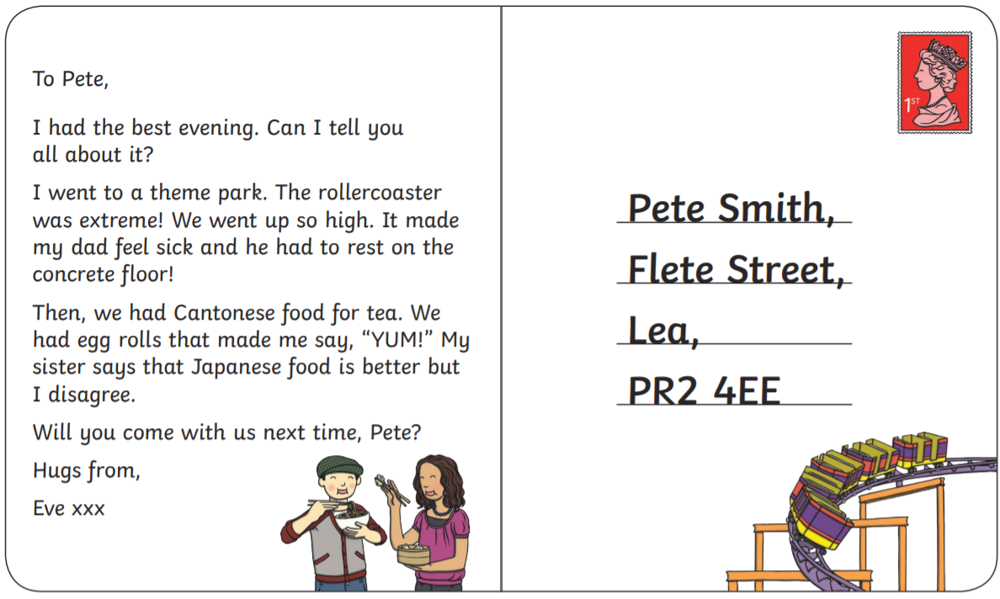 To Pete,
I had the best evening. Can I tell you
all about it?
I went to a theme park. The rollercoaster
was extreme! We went up so high. It made
my dad feel sick and he had to rest on the
concrete floor!
Then, we had Cantonese food for tea. We
had egg rolls that made me say, “YUM!” My
sister says that Japanese food is better but
I disagree.
Will you come with us next time, Pete?
Hugs from,
Eve xxx
1ST
Pete Smith,
Flete Street,
Lea,
PR2 4EE